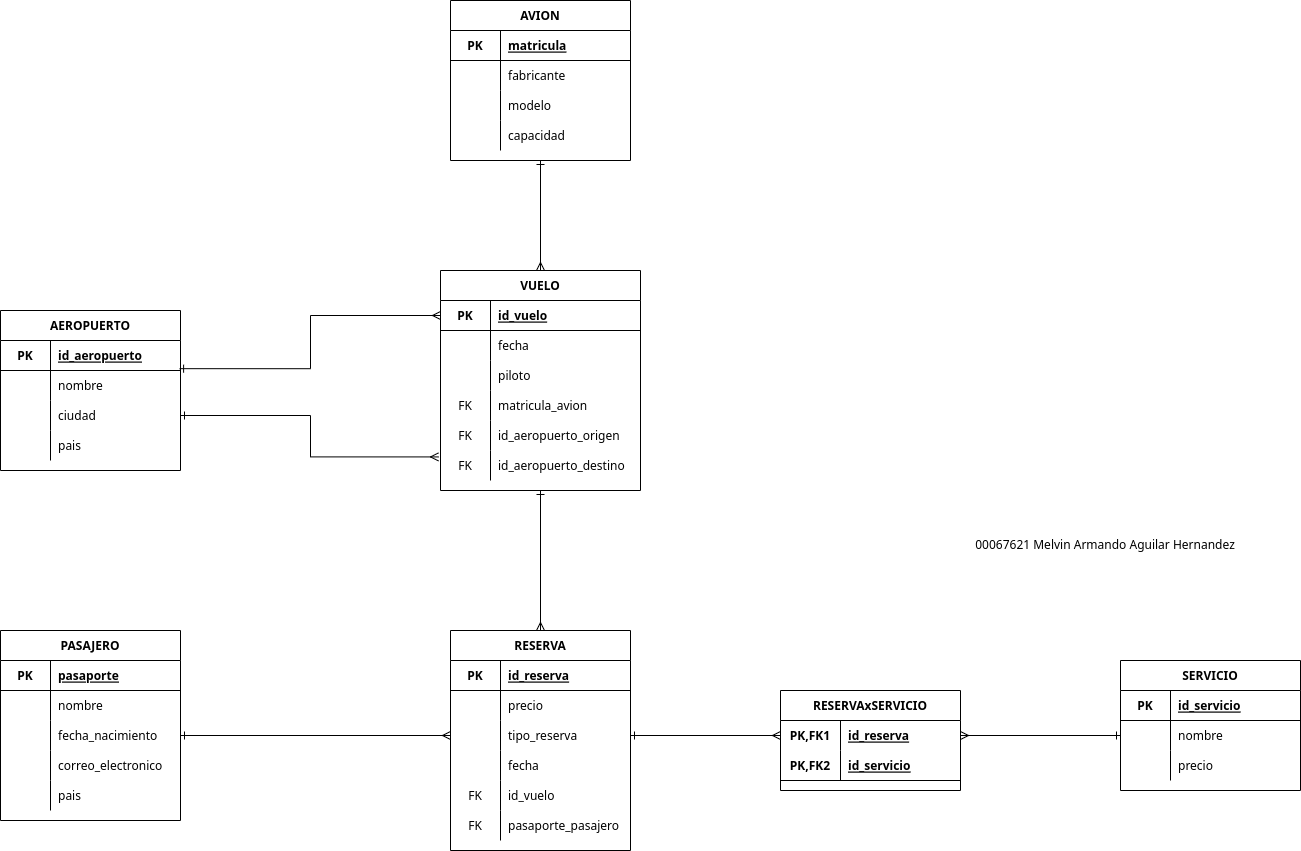 AVION
PK matricula
fabricante
modelo
capacidad
VUELO
PK id_vuelo
fecha
piloto
FK matricula_avion
FK id_aeropuerto_origen
FK id_aeropuerto_destino
AEROPUERTO
PK id_aeropuerto
nombre
ciudad
pais
00067621 Melvin Armando Aguilar Hernandez
PASAJERO
PK pasaporte
nombre
fecha_nacimiento
correo_electronico
pais
RESERVA
PK id_reserva
precio
tipo_reserva
fecha
FK id_vuelo
FK pasaporte_pasajero
RESERVAxSERVICIO
PK,FK1 id_reserva
PK,FK2 id_servicio
SERVICIO
PK id_servicio
nombre
precio